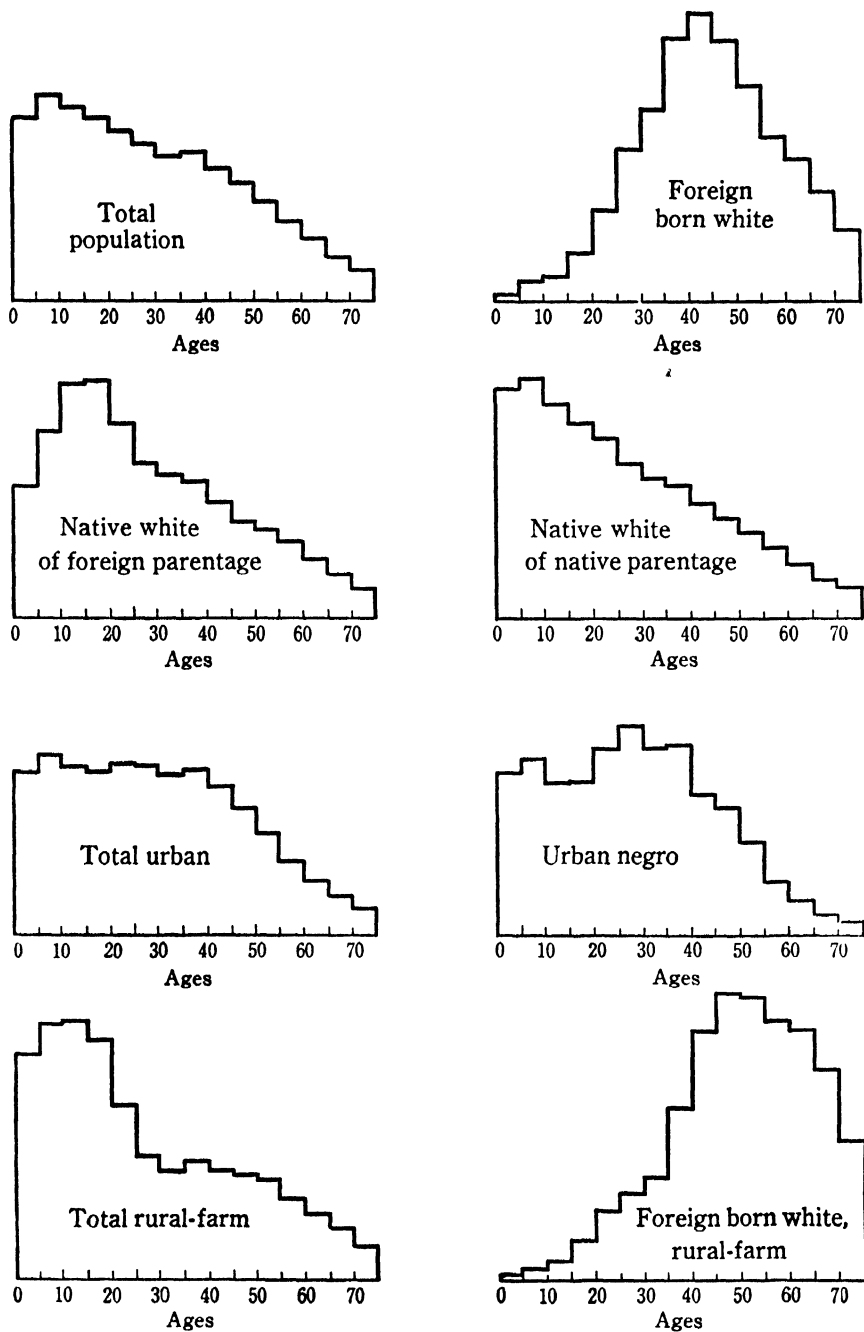 Total
population
0 10 20 30 40 50 60 70
Ages
Foreign
born white
0 10 20 30 40 50 60 70
Ages
Native white
of foreign parentage
0 10 20 30 40 50 60 70
Ages
Native white
of native parentage
0 10 20 30 40 50 60 70
Ages
Total urban
0 10 20 30 40 50 60 70
Ages
Urban negro
0 10 20 30 40 50 60 70
Ages
Total rural-farm
0 10 20 30 40 50 60 70
Ages
Foreign born white,
rural-farm
0 10 20 30 40 50 60 70
Ages